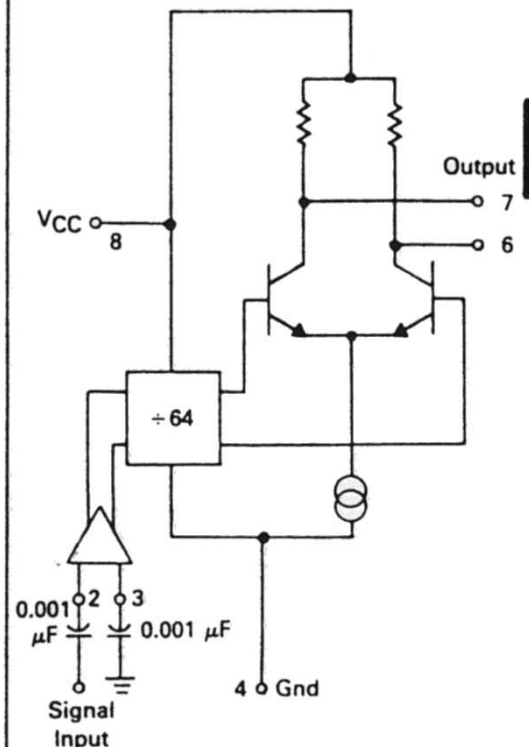 Output
7
6
VCC
8
÷ 64
2
3
0.001
μF
0.001 μF
4
Gnd
Signal
Input